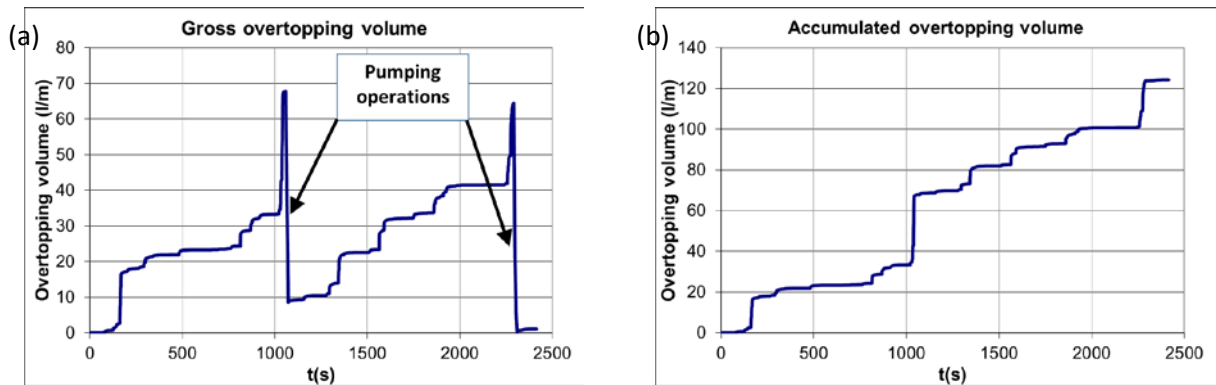 (a)
Gross overtopping volume
Overtopping volume (l/m)
80
70
60
50
40
30
20
10
0
Pumping
operations
0 500 1000 1500 2000 2500
t(s)
(b)
Accumulated overtopping volume
Overtopping volume (l/m)
140
120
100
80
60
40
20
0
0 500 1000 1500 2000 2500
t(s)